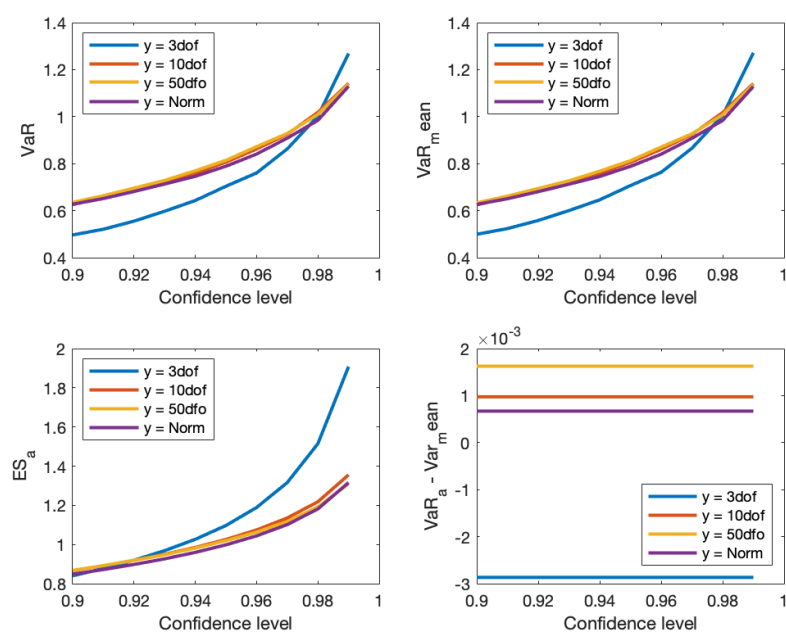 1.4
1.2
1
0.8
0.6
0.4
VaR
y = 3dof
y = 10dof
y = 50dfo
y = Norm
0.9
0.92
0.94
0.96
0.98
1
Confidence level
1.4
1.2
1
0.8
0.6
0.4
VaRmean
y = 3dof
y = 10dof
y = 50dfo
y = Norm
0.9
0.92
0.94
0.96
0.98
1
Confidence level
2
1.8
1.6
1.4
1.2
1
0.8
ESa
y = 3dof
y = 10dof
y = 50dfo
y = Norm
0.9
0.92
0.94
0.96
0.98
1
Confidence level
×10-3
2
1
0
-1
-2
-3
VaRa - Varmean
y = 3dof
y = 10dof
y = 50dfo
y = Norm
0.9
0.92
0.94
0.96
0.98
1
Confidence level